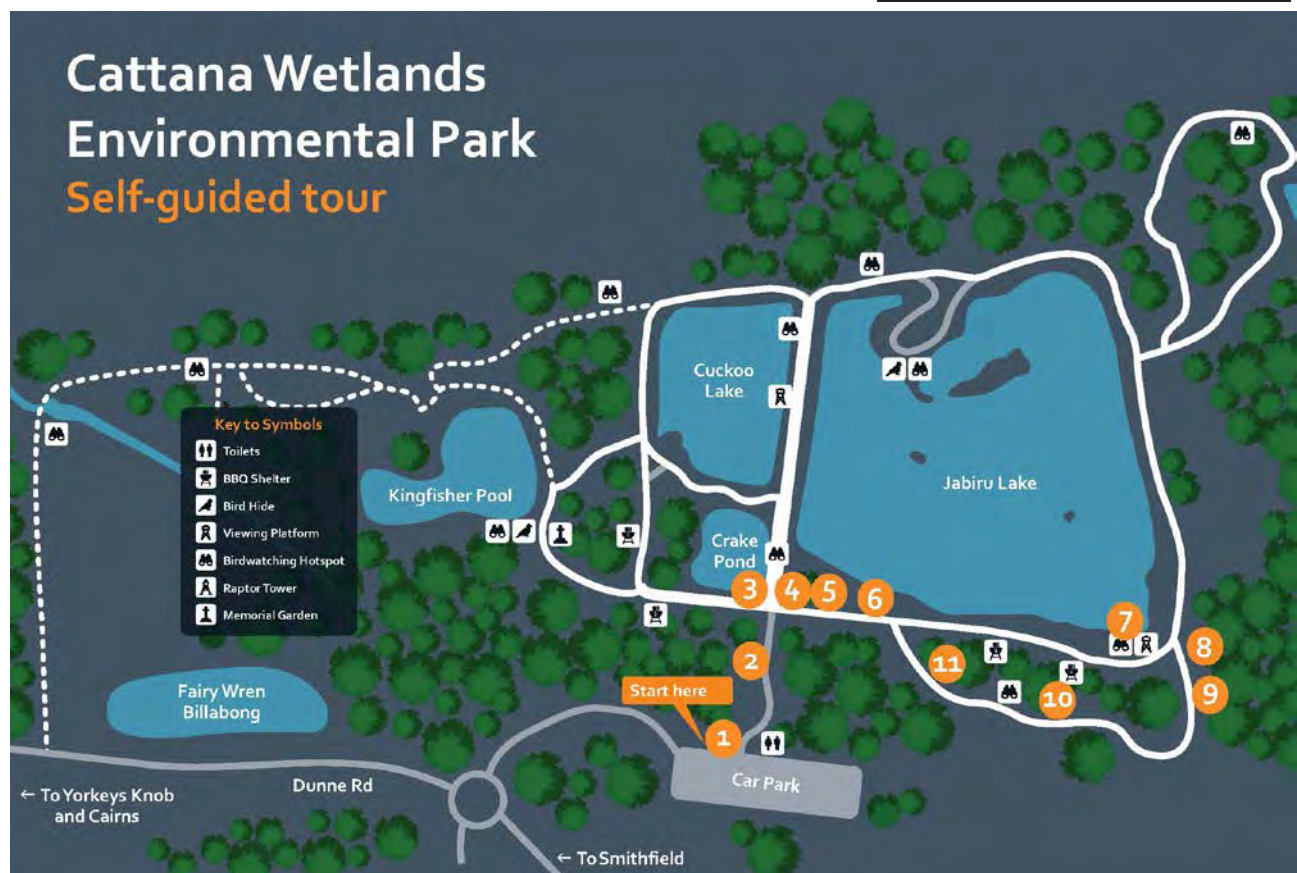 Cattana Wetlands
Environmental Park
Self-guided tour
Cuckoo
Lake
Key to Symbols
Toilets
BBQ Shelter
Bird Hide
Viewing Platform
Birdwatching Hotspot
Raptor Tower
Memorial Garden
Kingfisher Pool
Jabiru Lake
Crake
Pond
3
4
5
6
7
8
2
11
9
10
Fairy Wren
Billabong
Start here
1
Car Park
Dunne Rd
← To Yorkeys Knob
and Cairns
← To Smithfield